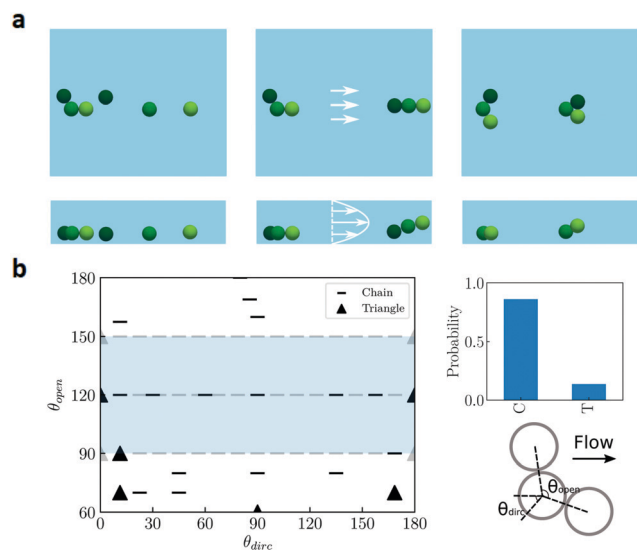 a
b
180
150
120
90
60
θopen
0
30
60
90
120
150
180
θdirc
Chain
Triangle
1.0
0.5
0.0
Probability
C
T
Flow
θopen
θdirc